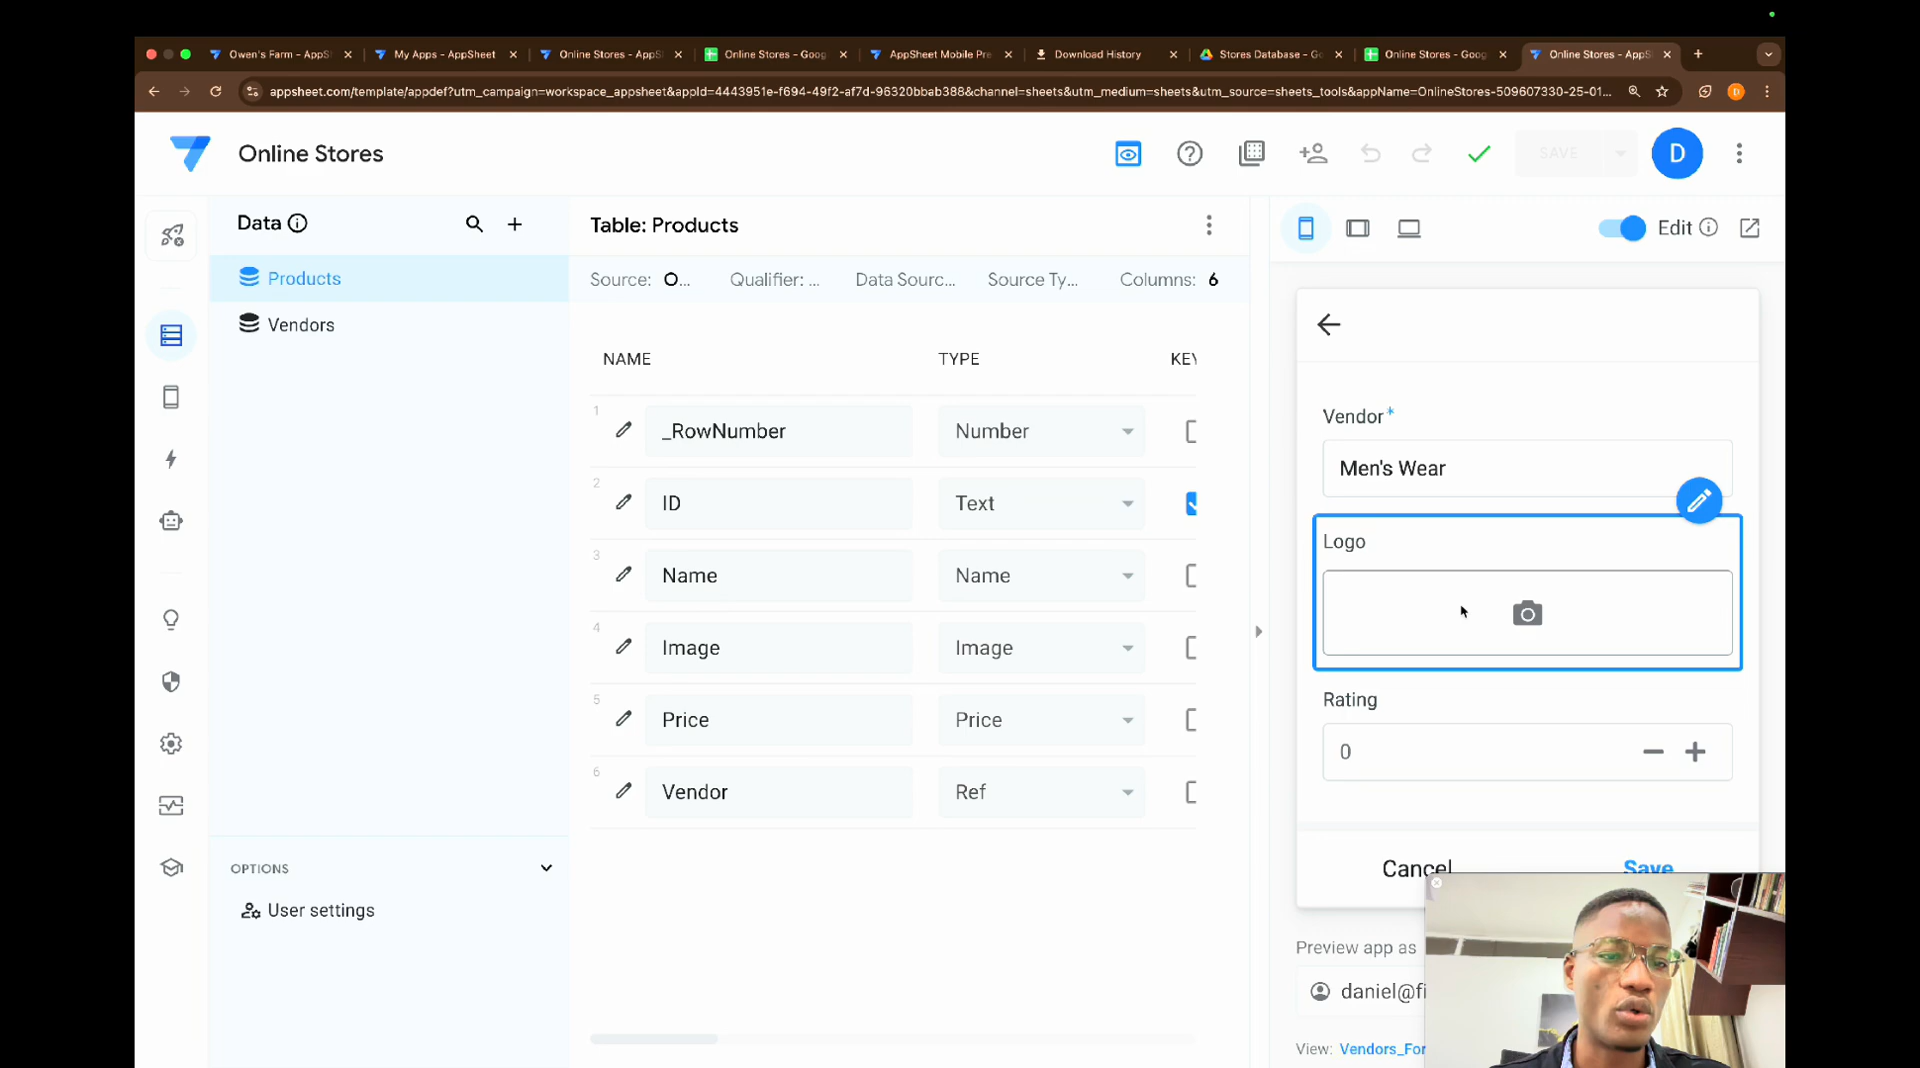 Owen's Farm - AppS
My Apps - AppSheet
Online Stores - AppS
Online Stores - Goog
AppSheet Mobile Pre
Download History
Stores Database - Go
Online Stores - Goog
Online Stores - AppS
appsheet.com/template/appdef?utm_campaign=workspace_appsheet&appId=4443951e-f694-49f2-af7d-96320bbab388&channel=sheets&utm_medium=sheets&utm_source=sheets_tools&appName=OnlineStores-509607330-25-01...
D
Online Stores
SAVE
D
Data
Products
Vendors
OPTIONS
User settings
Table: Products
Source: O...
Qualifier: ...
Data Sourc...
Source Ty...
Columns: 6
NAME TYPE KEY
1 _RowNumber Number
2 ID Text
3 Name Name
4 Image Image
5 Price Price
6 Vendor Ref
Edit
Vendor*
Men's Wear
Logo
Rating
0
Cancel Save
Preview app as
daniel@fi
View: Vendors_For